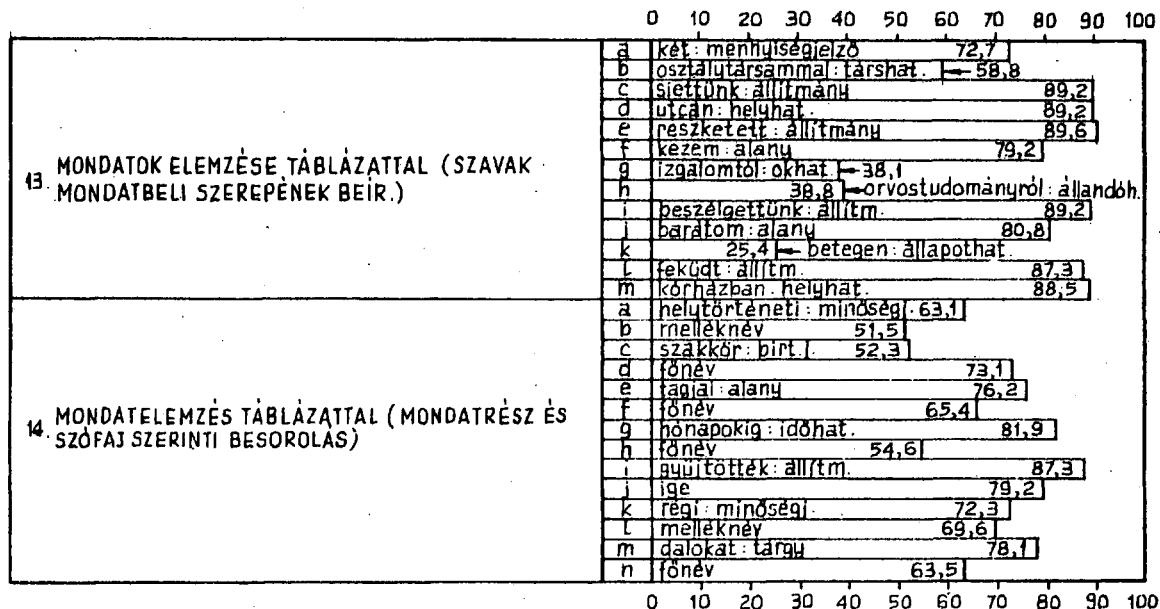 0 10 20 30 40 50 60 70 80 90 100
13. MONDATOK ELEMZÉSE TÁBLÁZATTAL (SZAVAK
MONDATBELI SZEREPÉNEK BEÍR.)
a két: mennyiségjelző 72,7
b osztálytársammal: társhat. 58,8
c siettünk: állítmány 89,2
d utcán: helyhat. 89,2
e reszketett: állítmány 89,6
f kezem: alany 79,2
g izgalomtól: okhat. 38,1
h 38,8 orvostudományról: állandóh.
i beszélgettünk: állítm. 89,2
j barátom: alany 80,8
k 25,4 betegen: állapothat.
l feküdt: állítm. 87,3
m kórházban: helyhat. 88,5
14. MONDATELEMZÉS TÁBLÁZATTAL (MONDATRÉSZ ÉS
SZÓFAJ SZERINTI BESOROLÁS)
a helytörténeti: minőségj. 63,1
b melléknév 51,5
c szakkör: birt. j. 52,3
d főnév 73,1
e tagjai: alany 76,2
f főnév 65,4
g hónapokig: időhat. 81,9
h főnév 54,6
i gyűjtötték: állítm. 87,3
j ige 79,2
k régi: minőségj. 72,3
l melléknév 69,6
m dalokat: tárgy 78,1
n főnév 63,5
0 10 20 30 40 50 60 70 80 90 100